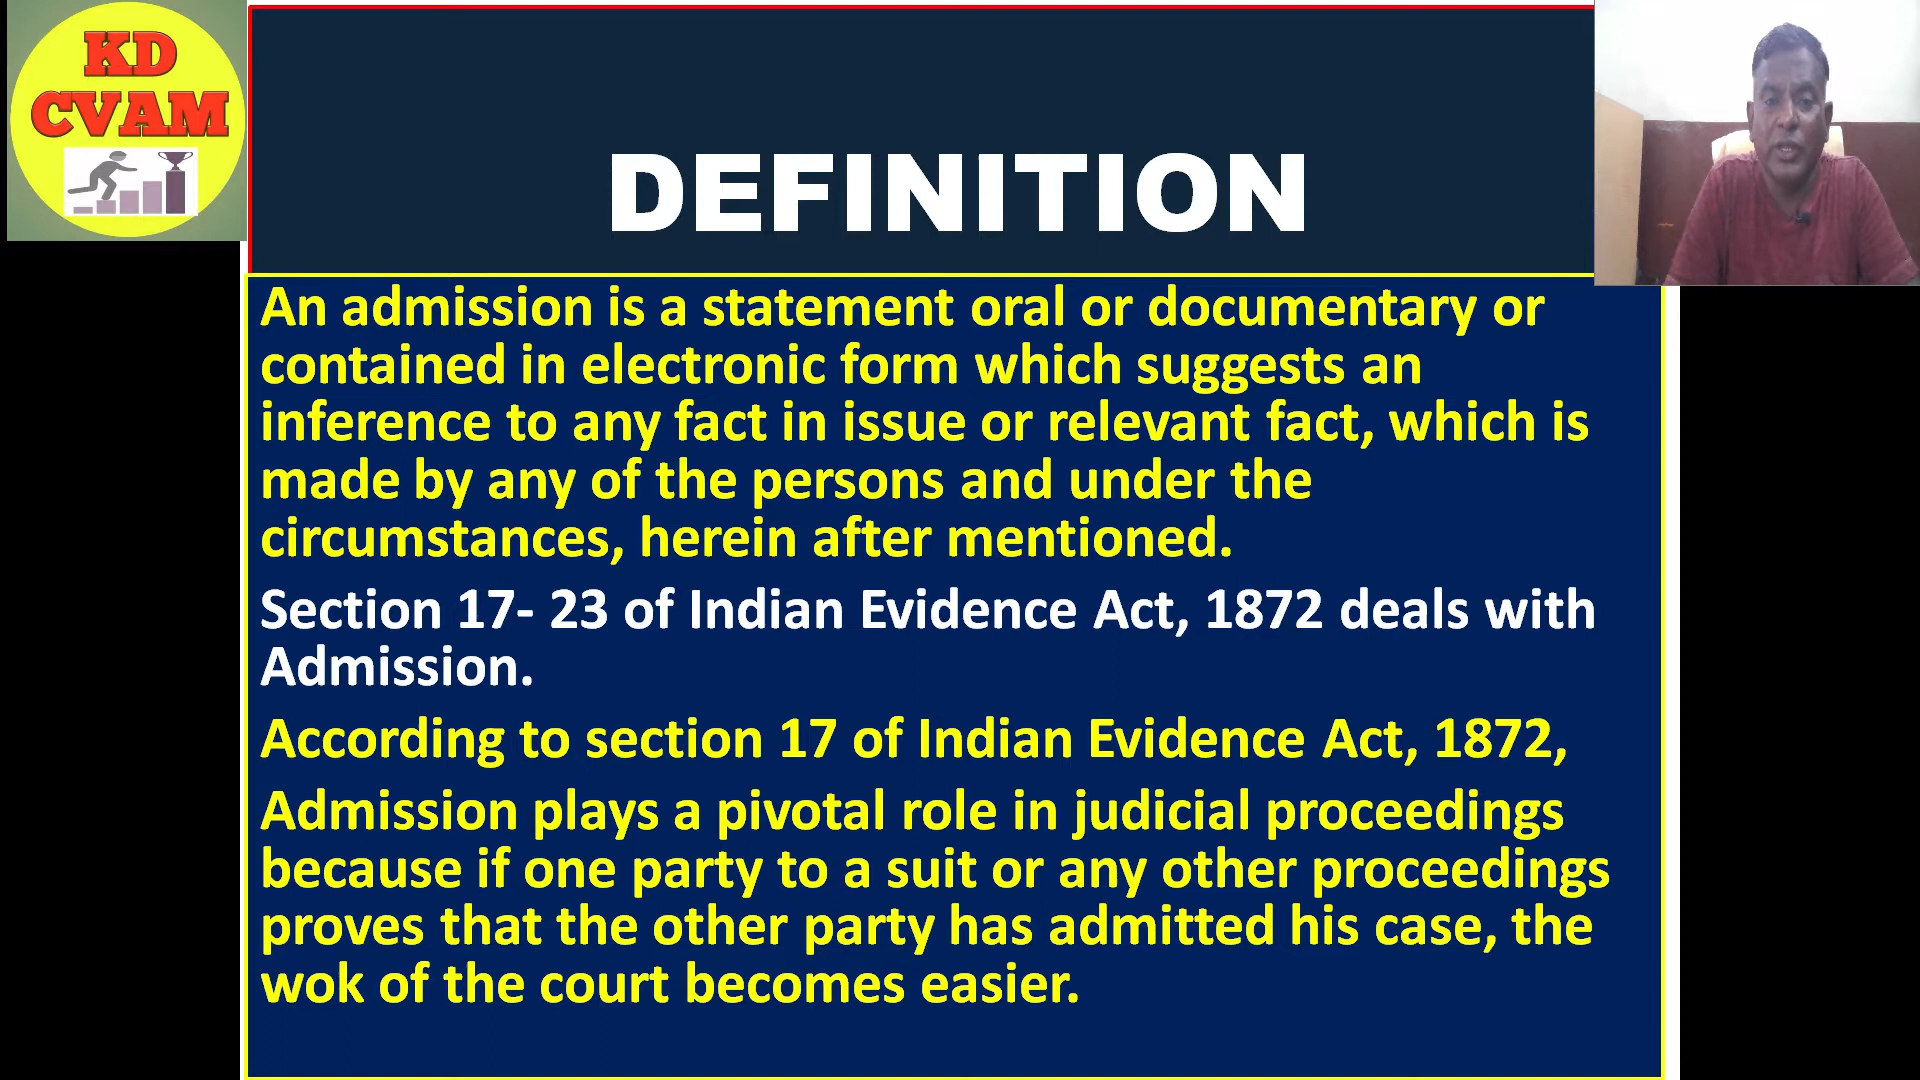 KD
CVAM
DEFINITION
An admission is a statement oral or documentary or
contained in electronic form which suggests an
inference to any fact in issue or relevant fact, which is
made by any of the persons and under the
circumstances, herein after mentioned.
Section 17- 23 of Indian Evidence Act, 1872 deals with
Admission.
According to section 17 of Indian Evidence Act, 1872,
Admission plays a pivotal role in judicial proceedings
because if one party to a suit or any other proceedings
proves that the other party has admitted his case, the
wok of the court becomes easier.